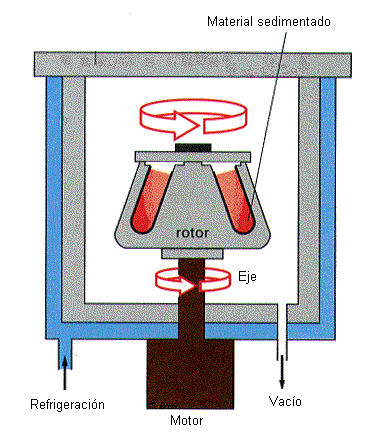 Material sedimentado
rotor
Eje
Refrigeración
Vacío
Motor